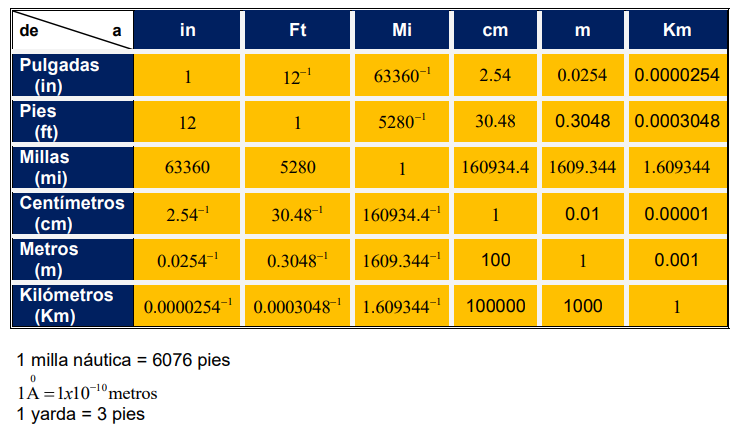 de a in Ft Mi cm m Km
Pulgadas (in) 1 12⁻¹ 63360⁻¹ 2.54 0.0254 0.0000254
Pies (ft) 12 1 5280⁻¹ 30.48 0.3048 0.0003048
Millas (mi) 63360 5280 1 160934.4 1609.344 1.609344
Centímetros (cm) 2.54⁻¹ 30.48⁻¹ 160934.4⁻¹ 1 0.01 0.00001
Metros (m) 0.0254⁻¹ 0.3048⁻¹ 1609.344⁻¹ 100 1 0.001
Kilómetros (Km) 0.0000254⁻¹ 0.0003048⁻¹ 1.609344⁻¹ 100000 1000 1
1 milla náutica = 6076 pies
1 Å = 1x10⁻¹⁰ metros
1 yarda = 3 pies